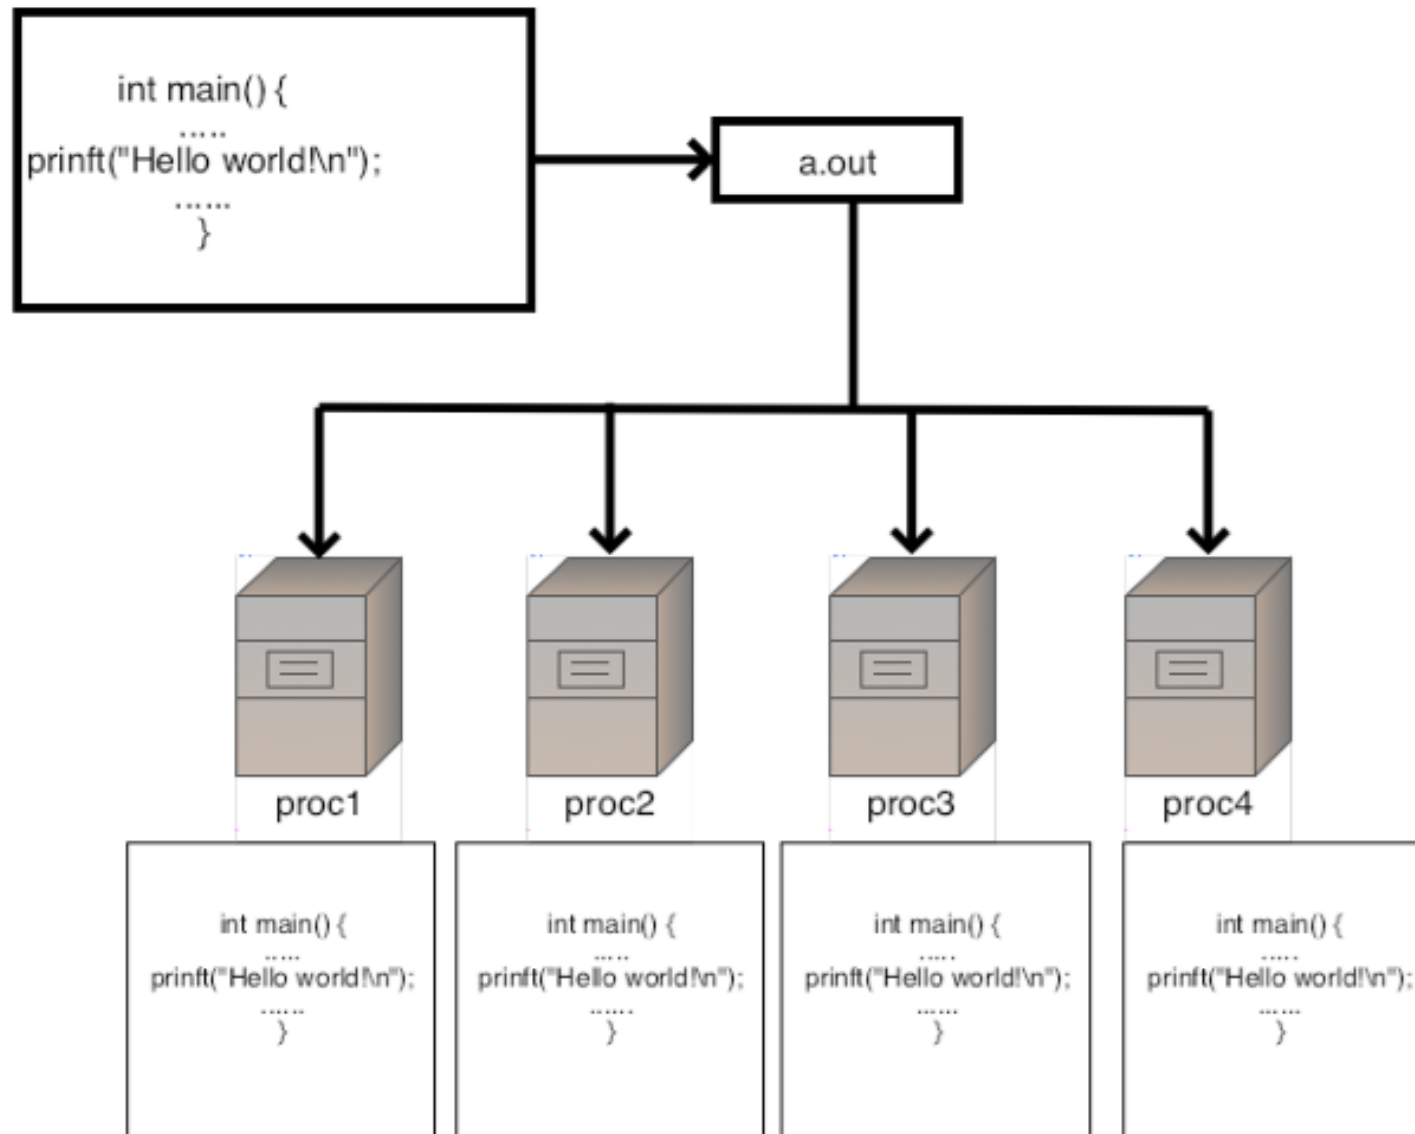 int main() {
.....
prinft("Hello world!\n");
......
}
a.out
proc1
proc2
proc3
proc4
int main() {
.....
prinft("Hello world!\n");
......
}
int main() {
.....
prinft("Hello world!\n");
......
}
int main() {
.....
prinft("Hello world!\n");
......
}
int main() {
.....
prinft("Hello world!\n");
......
}